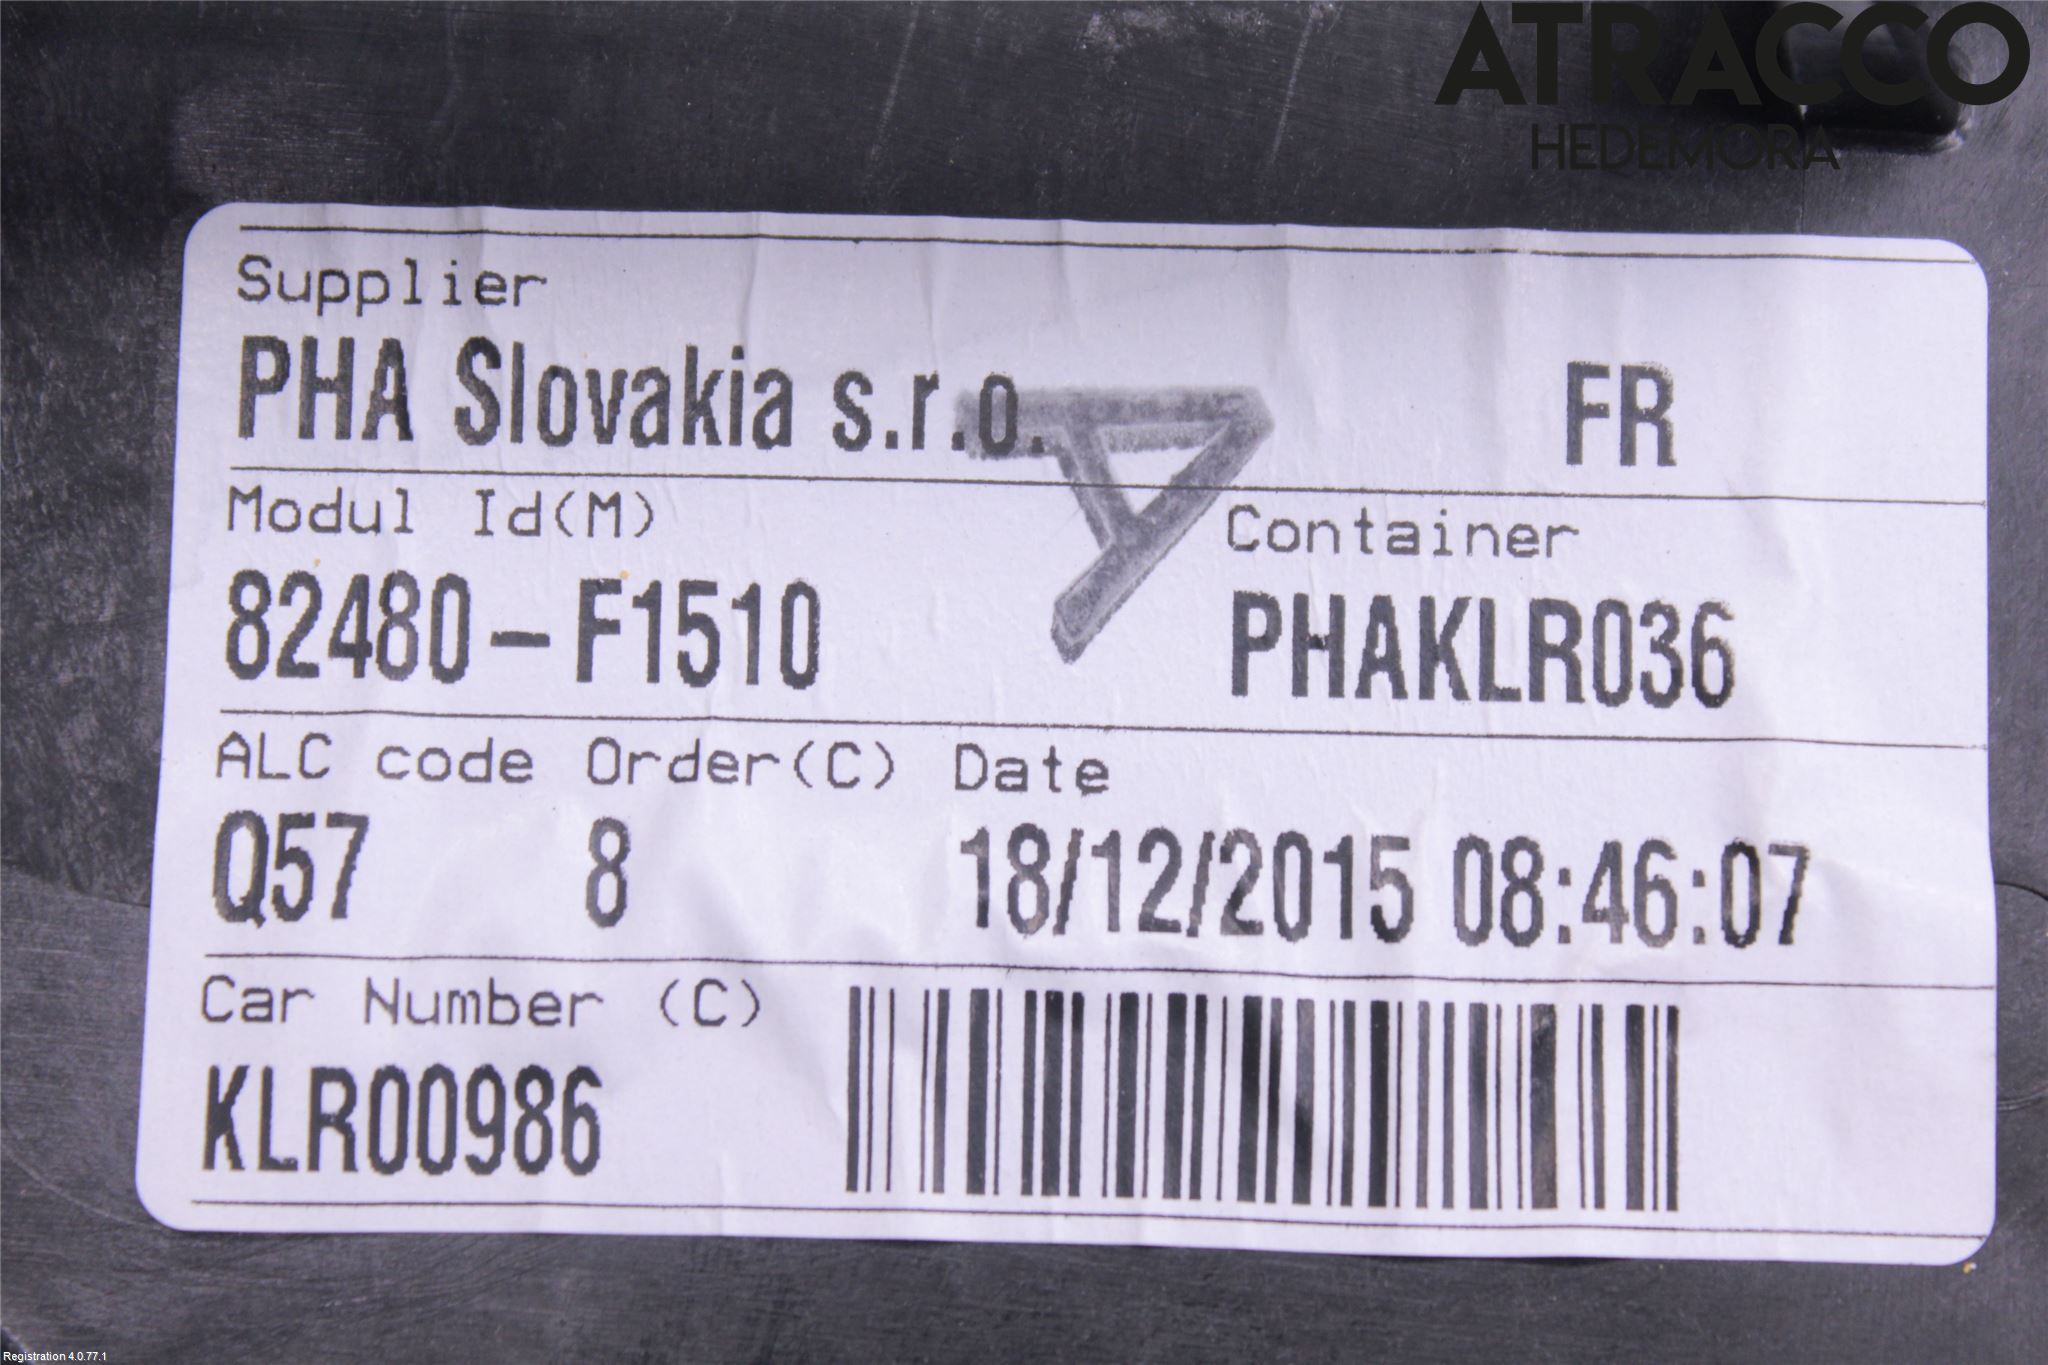 ATRACCO
HEDEMORA
Supplier
PHA Slovakia s.r.o. FR
Modul Id(M) Container
82480-F1510 PHAKLR036
ALC code Order(C) Date
Q57 8 18/12/2015 08:46:07
Car Number (C)
KLR00986
Registration 4.0.77.1